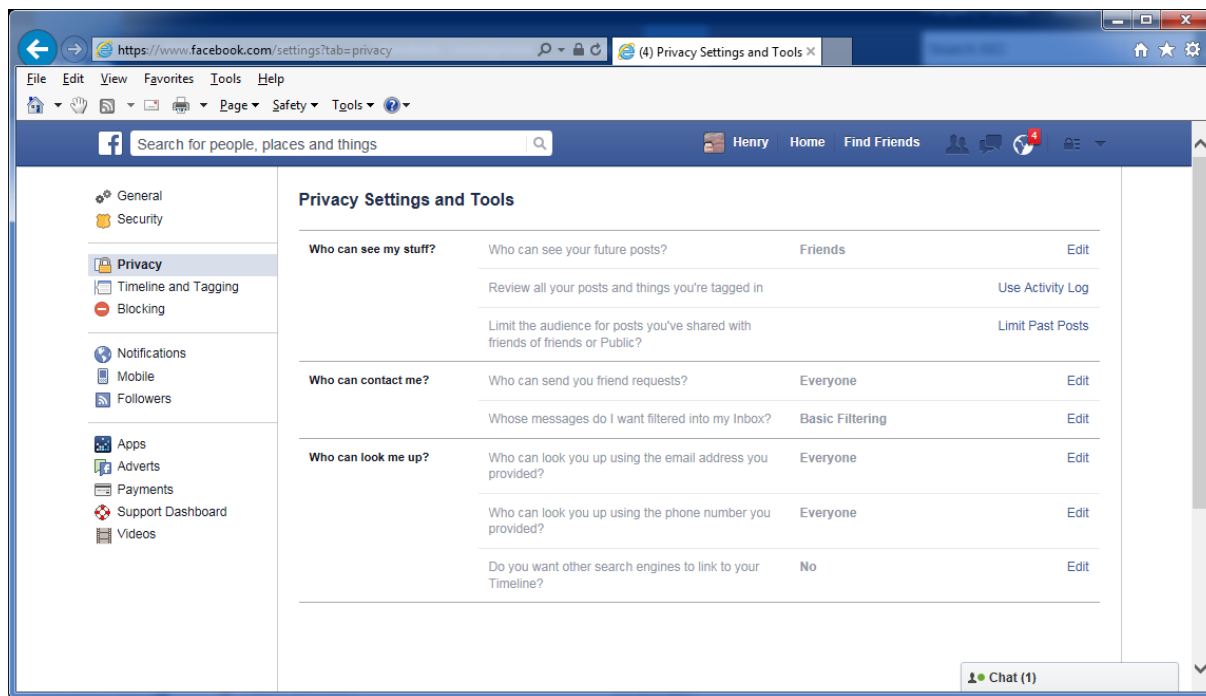 https://www.facebook.com/settings?tab=privacy
(4) Privacy Settings and Tools
File Edit View Favorites Tools Help
Page Safety Tools
Search for people, places and things
Henry Home Find Friends 4
General
Security
Privacy
Timeline and Tagging
Blocking
Notifications
Mobile
Followers
Apps
Adverts
Payments
Support Dashboard
Videos
Privacy Settings and Tools
Who can see my stuff? Who can see your future posts? Friends Edit
Review all your posts and things you're tagged in Use Activity Log
Limit the audience for posts you've shared with Limit Past Posts
friends of friends or Public?
Who can contact me? Who can send you friend requests? Everyone Edit
Whose messages do I want filtered into my Inbox? Basic Filtering Edit
Who can look me up? Who can look you up using the email address you Everyone Edit
provided?
Who can look you up using the phone number you Everyone Edit
provided?
Do you want other search engines to link to your No Edit
Timeline?
Chat (1)